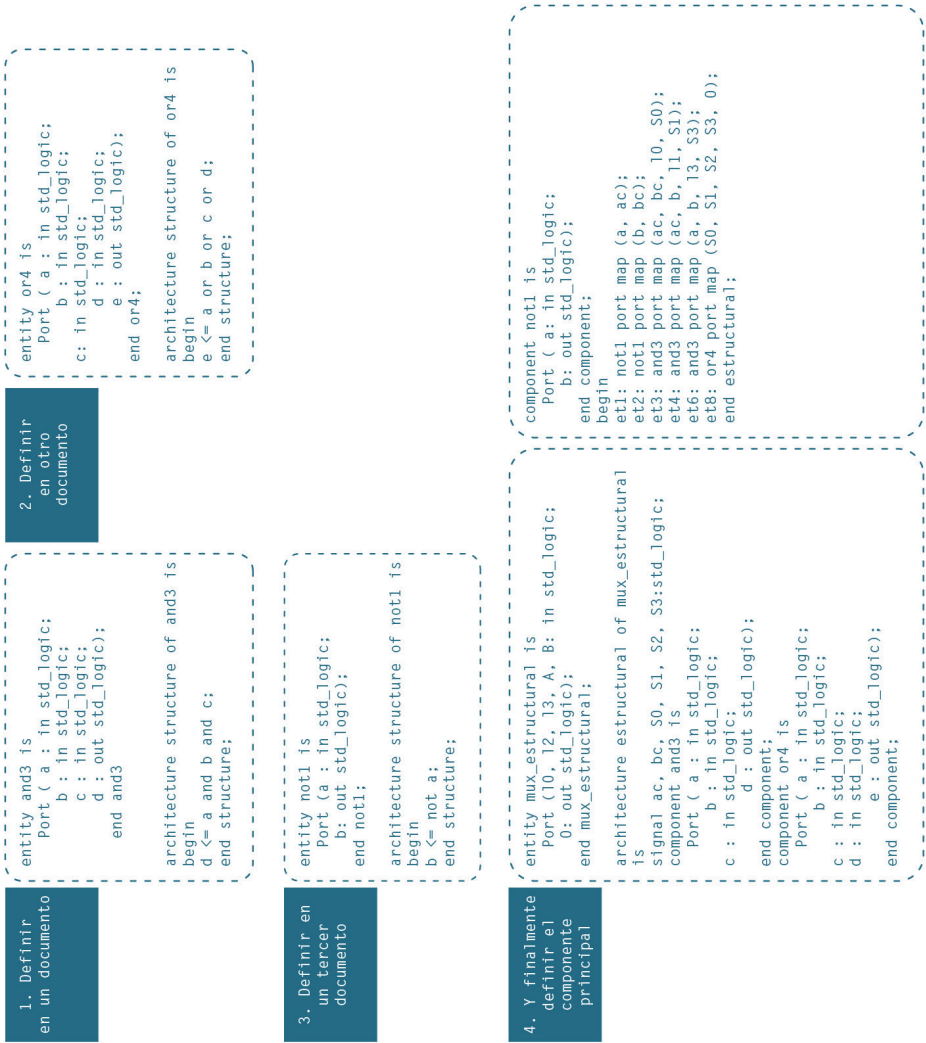 1. Definir
en un documento
entity and3 is
Port ( a : in std_logic;
b : in std_logic;
c : in std_logic;
d : out std_logic);
end and3
architecture structure of and3 is
begin
d <= a and b and c;
end structure;
2. Definir
en otro
documento
entity or4 is
Port ( a : in std_logic;
b : in std_logic;
c: in std_logic;
d : in std_logic;
e : out std_logic);
end or4;
architecture structure of or4 is
begin
e <= a or b or c or d;
end structure;
3. Definir en
un tercer
documento
entity not1 is
Port (a : in std_logic;
b: out std_logic);
end not1;
architecture structure of not1 is
begin
b <= not a;
end structure;
4. Y finalmente
definir el
componente
principal
entity mux_estructural is
Port (l0, l2, l3, A, B: in std_logic;
O: out std_logic);
end mux_estructural;
architecture estructural of mux_estructural
is
signal ac, bc, S0, S1, S2, S3:std_logic;
component and3 is
Port ( a : in std_logic;
b : in std_logic;
c : in std_logic;
d : out std_logic);
end component;
component or4 is
Port ( a : in std_logic;
b : in std_logic;
c : in std_logic;
d : in std_logic;
e : out std_logic);
end component;
component not1 is
Port ( a: in std_logic;
b: out std_logic);
end component;
begin
et1: not1 port map (a, ac);
et2: not1 port map (b, bc);
et3: and3 port map (ac, bc, l0, S0);
et4: and3 port map (ac, b, l1, S1);
et6: and3 port map (a, b, l3, S3);
et8: or4 port map (S0, S1, S2, S3, O);
end estructural;